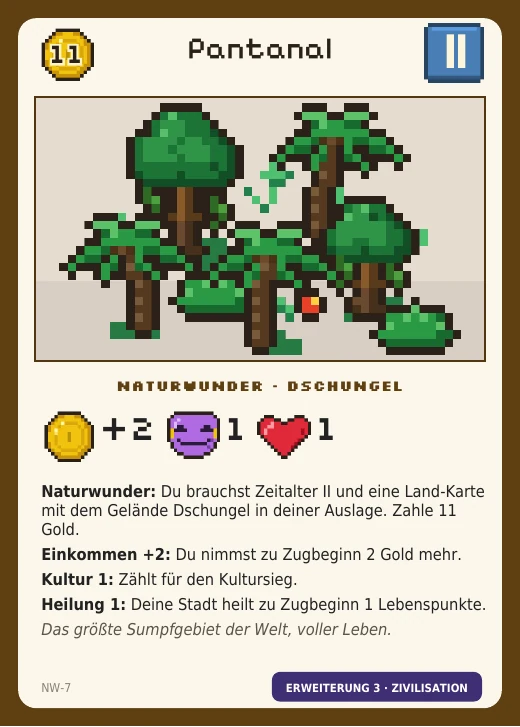 11
Pantanal
II
NATURWUNDER - DSCHUNGEL
+2
1
1
Naturwunder: Du brauchst Zeitalter II und eine Land-Karte
mit dem Gelände Dschungel in deiner Auslage. Zahle 11
Gold.
Einkommen +2: Du nimmst zu Zugbeginn 2 Gold mehr.
Kultur 1: Zählt für den Kultursieg.
Heilung 1: Deine Stadt heilt zu Zugbeginn 1 Lebenspunkte.
Das größte Sumpfgebiet der Welt, voller Leben.
NW-7
ERWEITERUNG 3 · ZIVILISATION